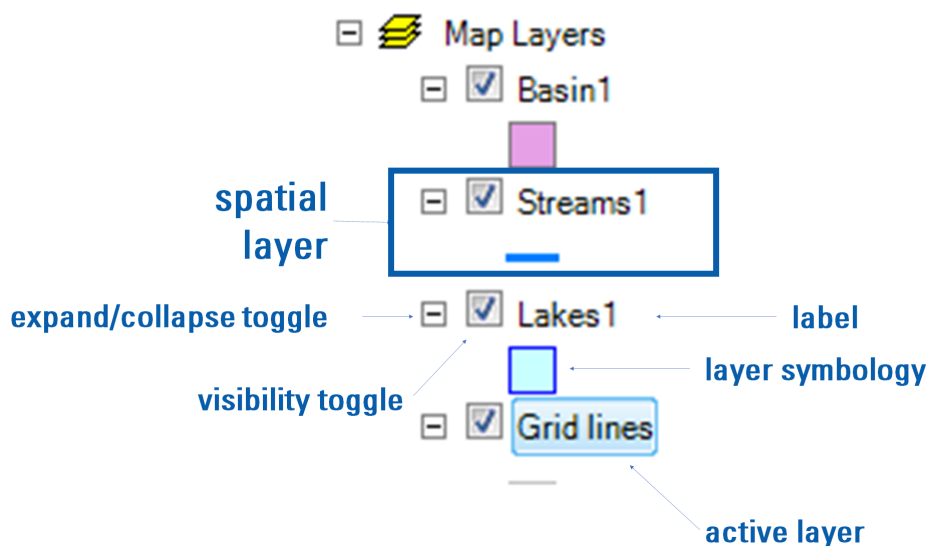 Map Layers
Basin1
spatial
layer
Streams1
expand/collapse toggle
Lakes1
label
layer symbology
visibility toggle
Grid lines
active layer